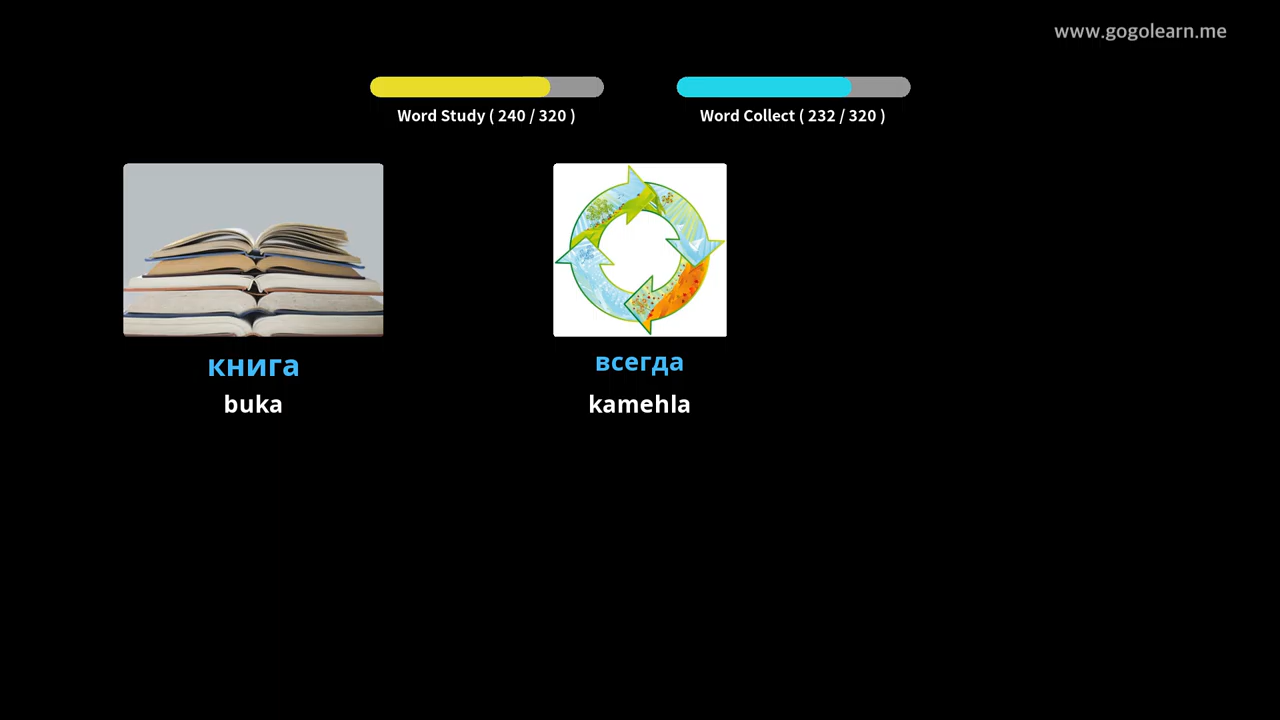 www.gogolearn.me
Word Study ( 240 / 320 )
Word Collect ( 232 / 320 )
книга
buka
всегда
kamehla